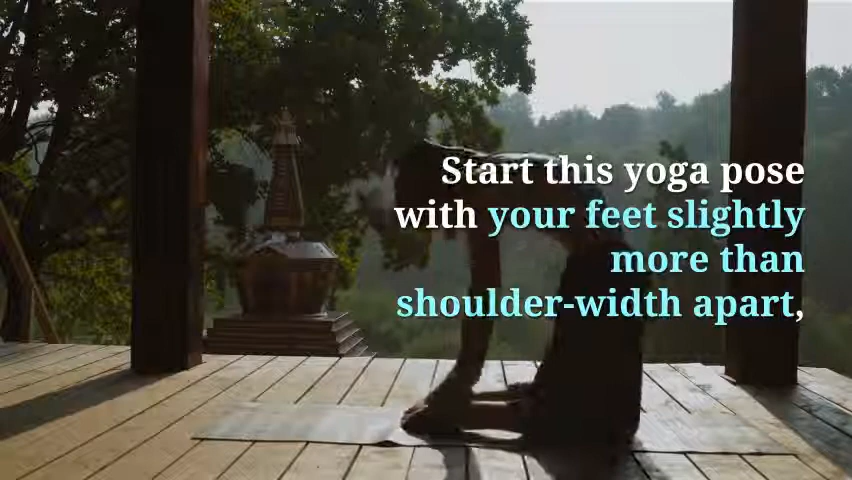 Start this yoga pose
with your feet slightly
more than
shoulder-width apart,